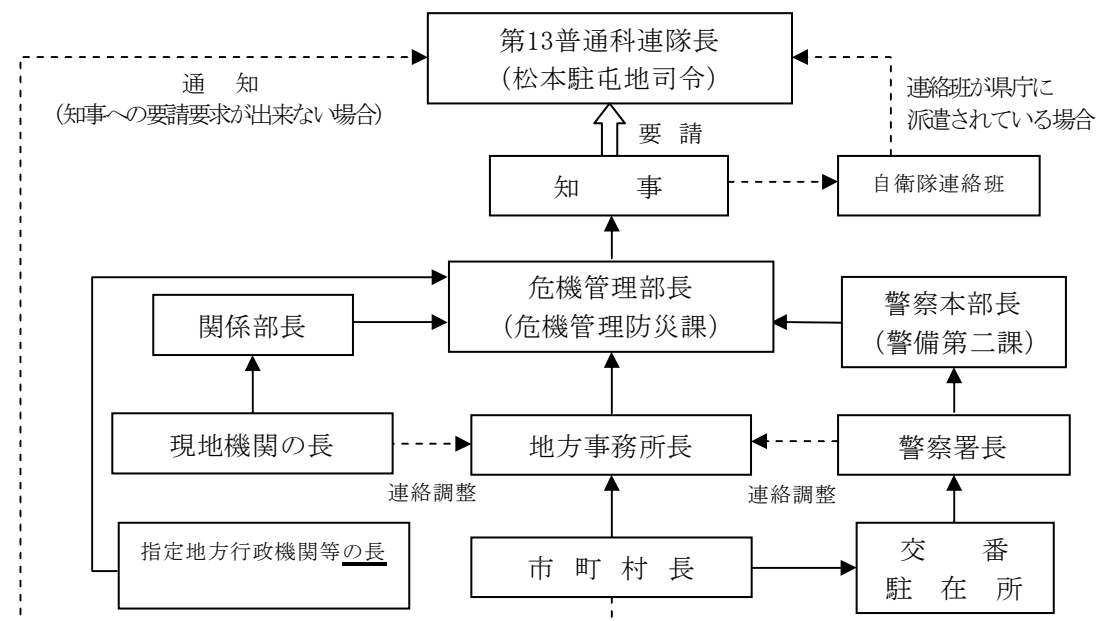 第13普通科連隊長
(松本駐屯地司令)
通 知
(知事への要請要求が出来ない場合)
連絡班が県庁に
派遣されている場合
要 請
知 事
自衛隊連絡班
危機管理部長
(危機管理防災課)
警察本部長
(警備第二課)
関係部長
現地機関の長
地方事務所長
警察署長
連絡調整
連絡調整
指定地方行政機関等の長
市 町 村 長
交 番
駐 在 所